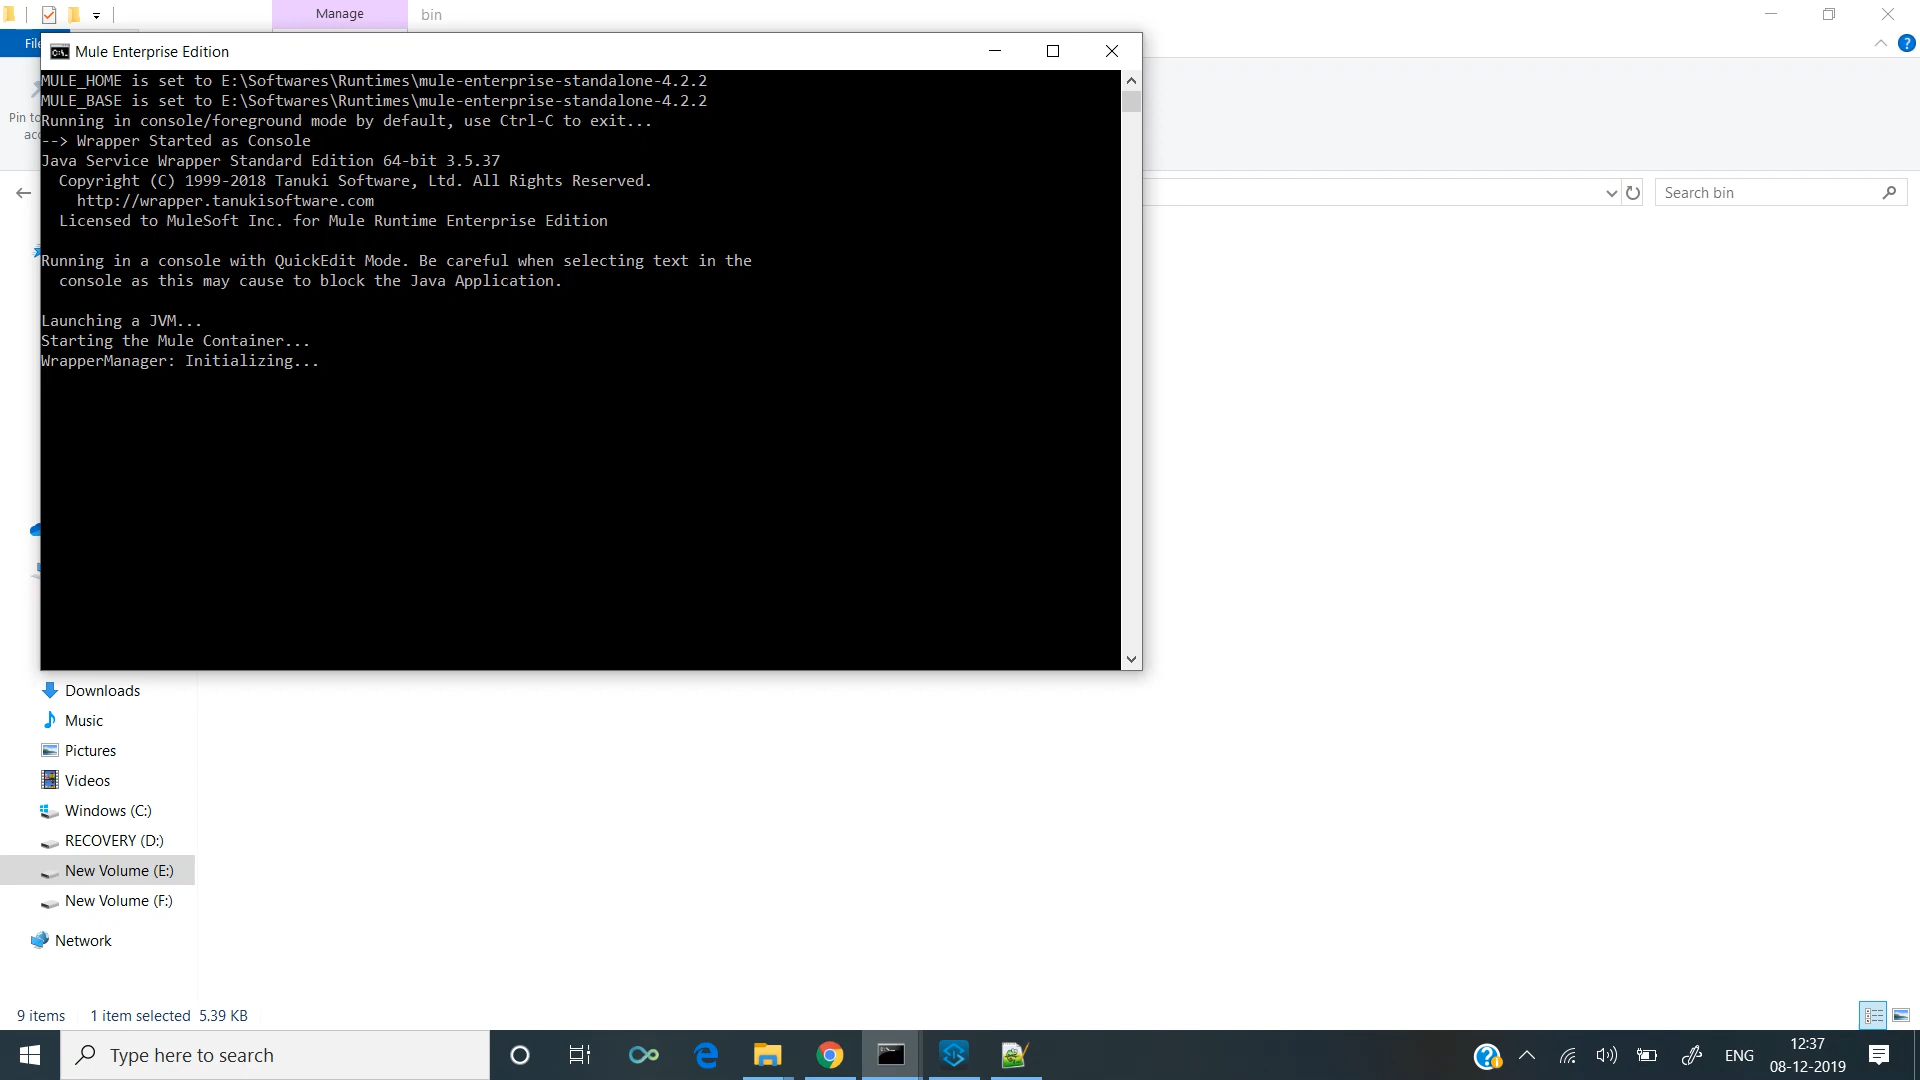 Manage
bin
File
Mule Enterprise Edition
MULE_HOME is set to E:\Softwares\Runtimes\mule-enterprise-standalone-4.2.2
MULE_BASE is set to E:\Softwares\Runtimes\mule-enterprise-standalone-4.2.2
Running in console/foreground mode by default, use Ctrl-C to exit...
--> Wrapper Started as Console
Java Service Wrapper Standard Edition 64-bit 3.5.37
Copyright (C) 1999-2018 Tanuki Software, Ltd. All Rights Reserved.
http://wrapper.tanukisoftware.com
Licensed to MuleSoft Inc. for Mule Runtime Enterprise Edition
Running in a console with QuickEdit Mode. Be careful when selecting text in the
console as this may cause to block the Java Application.
Launching a JVM...
Starting the Mule Container...
WrapperManager: Initializing...
Pin to
Search bin
Downloads
Music
Pictures
Videos
Windows (C:)
RECOVERY (D:)
New Volume (E:)
New Volume (F:)
Network
9 items 1 item selected 5.39 KB
Type here to search
ENG
12:37
08-12-2019